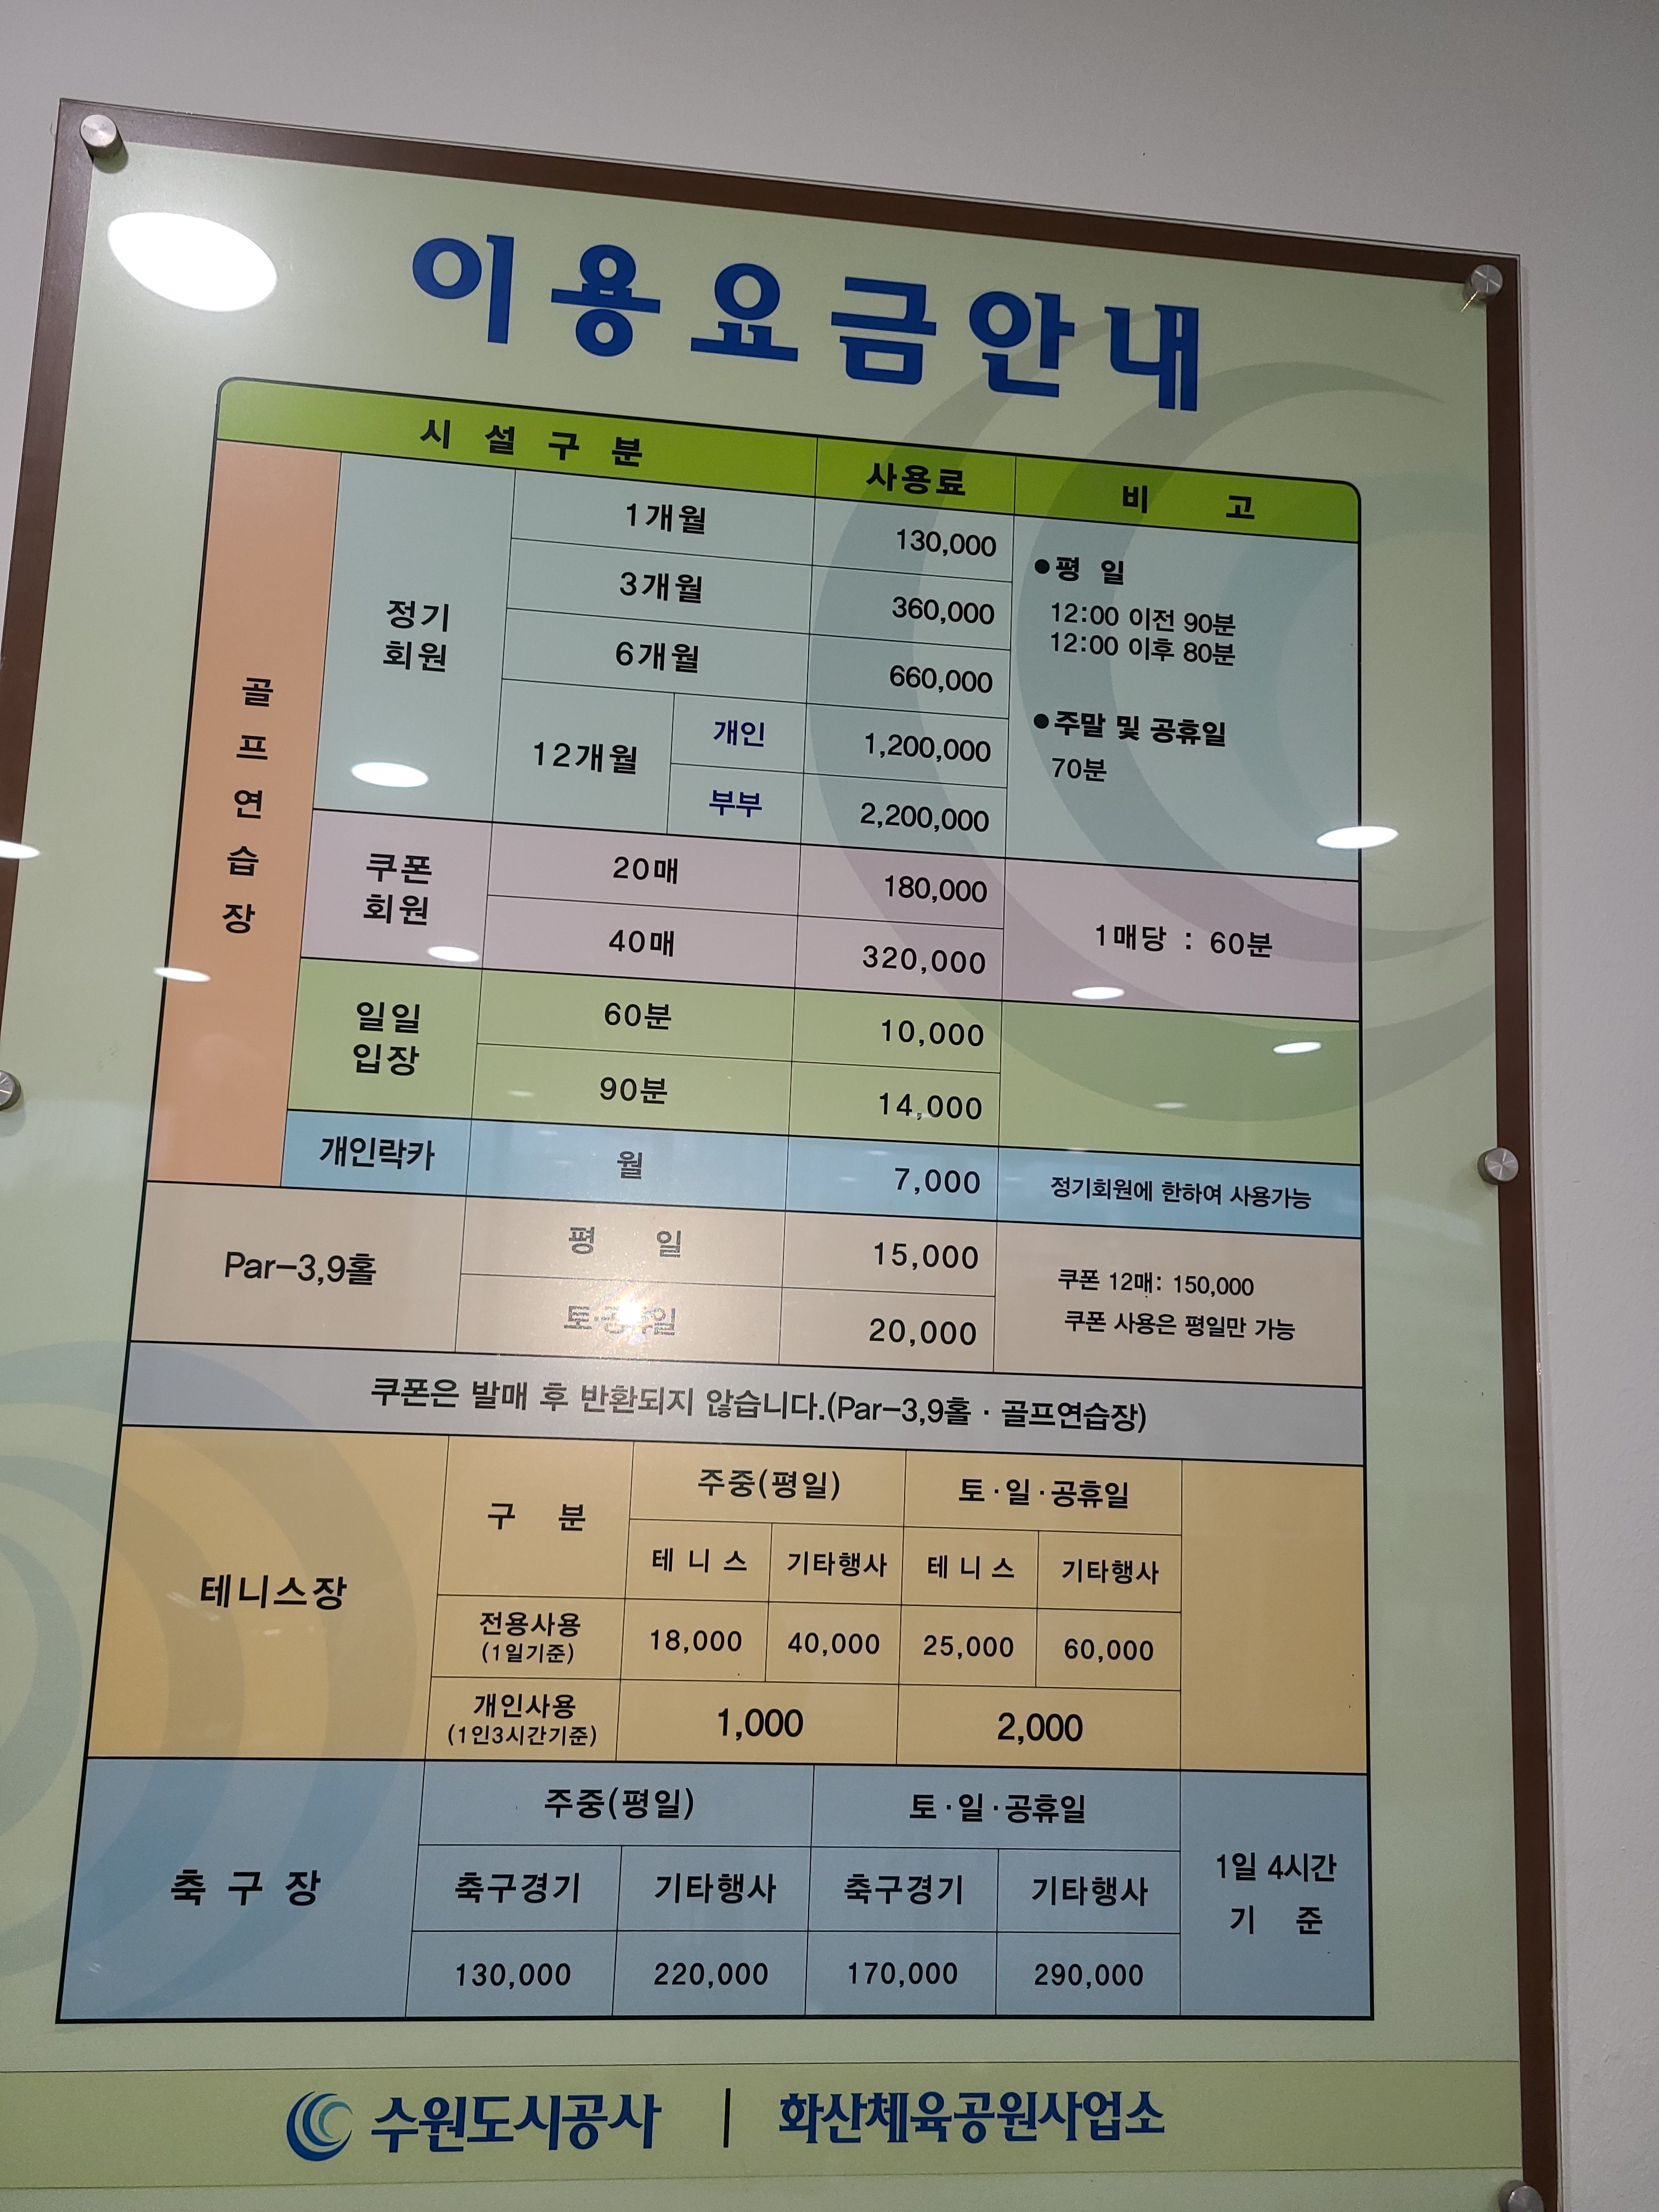 이용요금안내
시 설 구 분 사용료 비 고
골프연습장
정기
회원
1개월 130,000
3개월 360,000
6개월 660,000
12개월 개인 1,200,000
부부 2,200,000
●평 일
12:00 이전 90분
12:00 이후 80분
●주말 및 공휴일
70분
쿠폰
회원
20매 180,000
40매 320,000
1매당 : 60분
일일
입장
60분 10,000
90분 14,000
개인락카 월 7,000 정기회원에 한하여 사용가능
Par-3,9홀
평 일 15,000
20,000
쿠폰 12매: 150,000
쿠폰 사용은 평일만 가능
쿠폰은 발매 후 반환되지 않습니다.(Par-3,9홀 · 골프연습장)
테니스장
구 분 주중(평일) 토·일·공휴일
테 니 스 기타행사 테 니 스 기타행사
전용사용
(1일기준)
18,000 40,000 25,000 60,000
개인사용
(1인3시간기준)
1,000 2,000
축 구 장
주중(평일) 토·일·공휴일
축구경기 기타행사 축구경기 기타행사
130,000 220,000 170,000 290,000
1일 4시간
기 준
수원도시공사 | 화산체육공원사업소